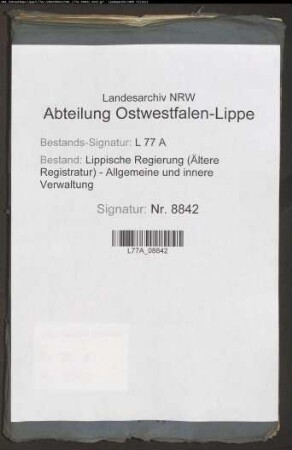 Landesarchiv NRW
Abteilung Ostwestfalen-Lippe
Bestands-Signatur: L 77 A
Bestand: Lippische Regierung (Ältere
Registratur) - Allgemeine und innere
Verwaltung
Signatur: Nr. 8842
L77A_08842